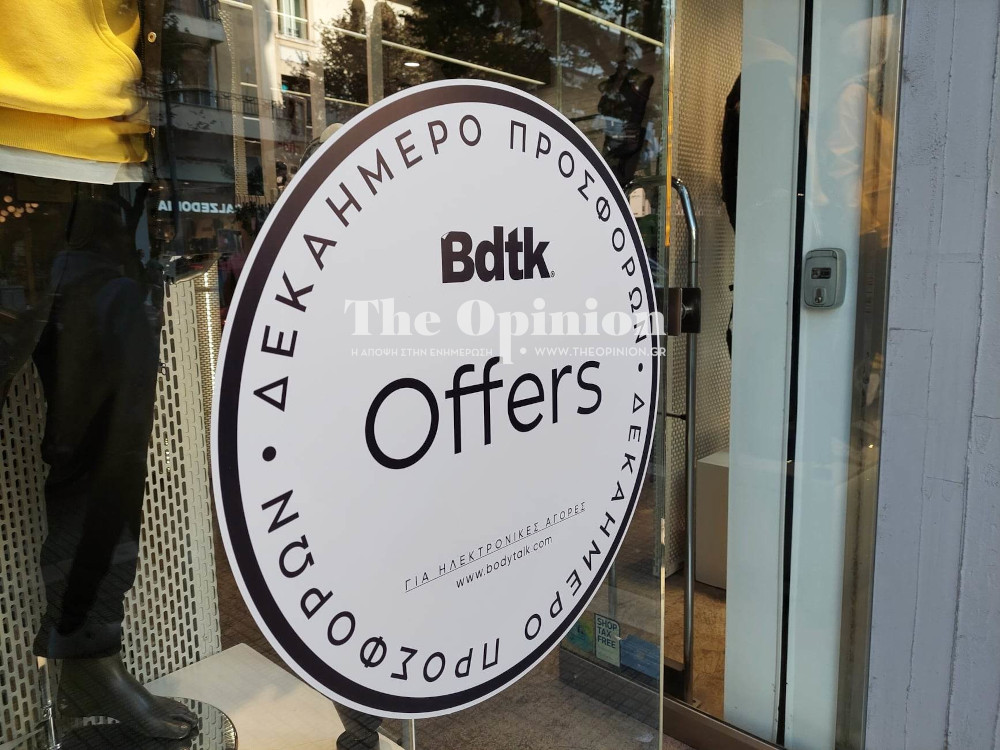 ΔΕΚΑΗΜΕΡΟ ΠΡΟΣΦΟΡΩΝ • ΔΕΚΑΗΜΕΡΟ ΠΡΟΣΦΟΡΩΝ •
Bdtk
The Opinion
Η ΑΠΟΨΗ ΣΤΗΝ ΕΝΗΜΕΡΩΣΗ • WWW.THEOPINION.GR
Offers
ΓΙΑ ΗΛΕΚΤΡΟΝΙΚΕΣ ΑΓΟΡΕΣ
www.bodytalk.com
SHOP
TAX
FREE